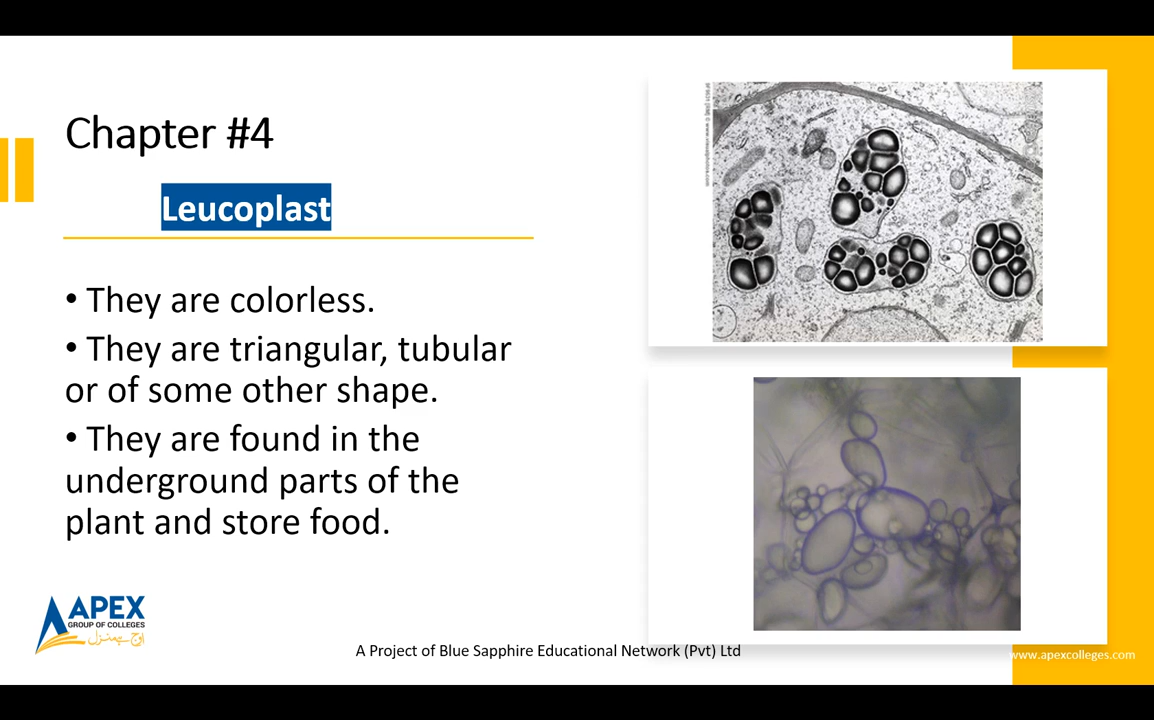 Chapter #4
Leucoplast
• They are colorless.
• They are triangular, tubular
or of some other shape.
• They are found in the
underground parts of the
plant and store food.
APEX
GROUP OF COLLEGES
A Project of Blue Sapphire Educational Network (Pvt) Ltd
www.apexcolleges.com